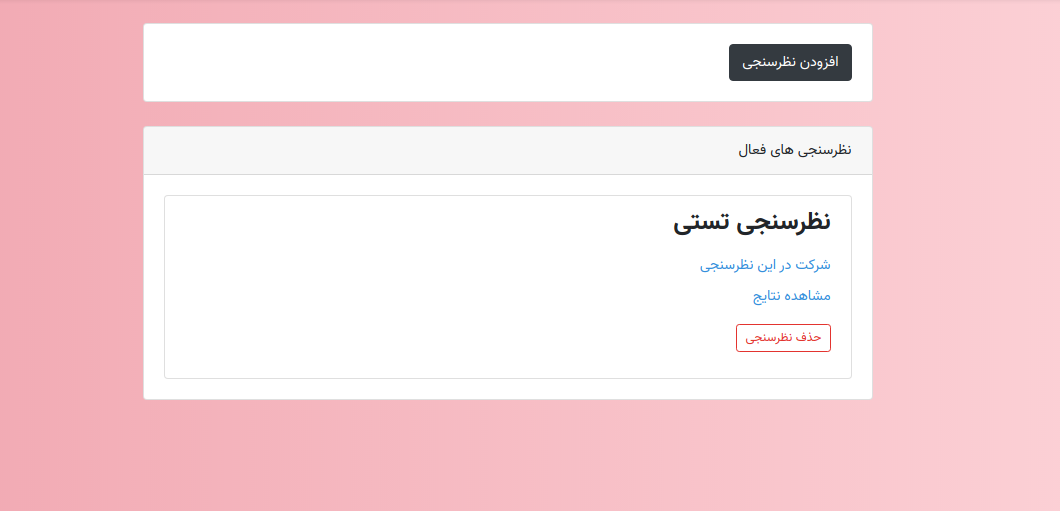 افزودن نظرسنجی
نظرسنجی های فعال
نظرسنجی تستی
شرکت در این نظرسنجی
مشاهده نتایج
حذف نظرسنجی